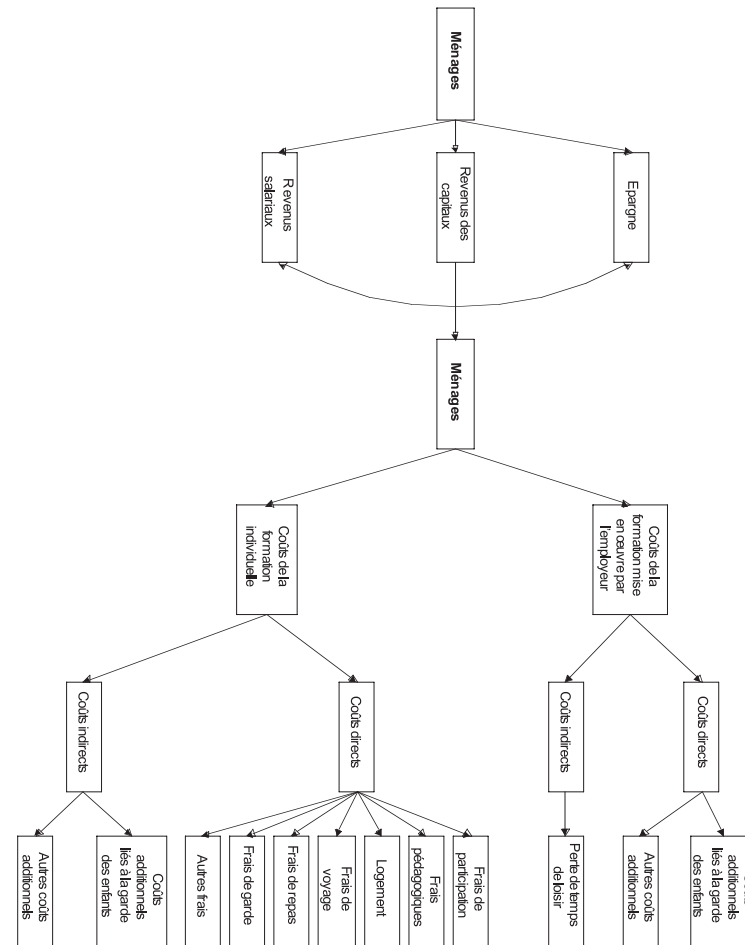 Ménages
Epargne
Revenus des
capitaux
Revenus
salariaux
Ménages
Coûts de la
formation mise
en œuvre par
l'employeur
Coûts de la
formation
individuelle
Coûts directs
Coûts indirects
Coûts directs
Coûts indirects
additionnels
liés à la garde
des enfants
Autres coûts
additionnels
Perte de temps
de loisir
Frais de
participation
Frais
pédagogiques
Logement
Frais de
voyage
Frais de repas
Frais de garde
Autres frais
Coûts
additionnels
liés à la garde
des enfants
Autres coûts
additionnels